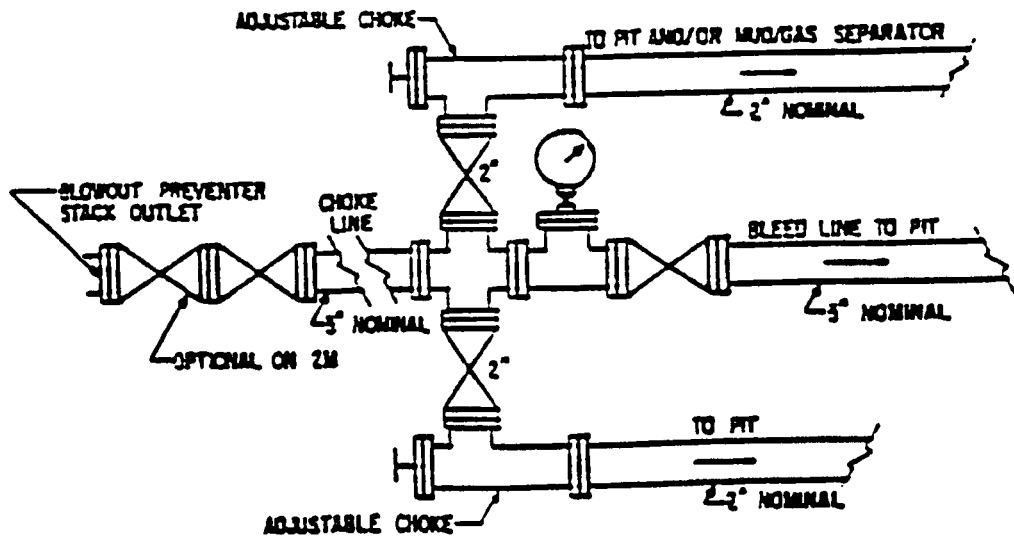 ADJUSTABLE CHOKE
TO PIT AND/OR MUD/GAS SEPARATOR
2" NOMINAL
2"
BLOWOUT PREVENTER
STACK OUTLET
CHOKE
LINE
BLEED LINE TO PIT
3" NOMINAL
3" NOMINAL
OPTIONAL ON 2M
2"
TO PIT
2" NOMINAL
ADJUSTABLE CHOKE